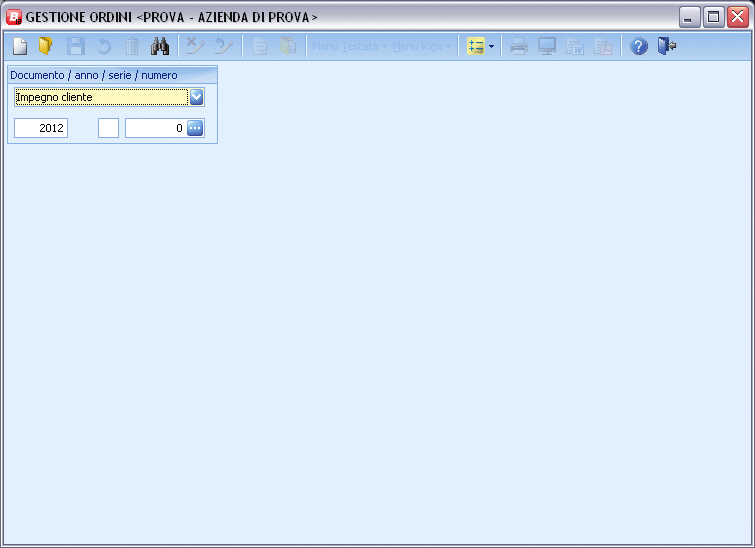 GESTIONE ORDINI <PROVA - AZIENDA DI PROVA>
Menu Testata Menu Riga
Documento / anno / serie / numero
Impegno cliente
2012 0